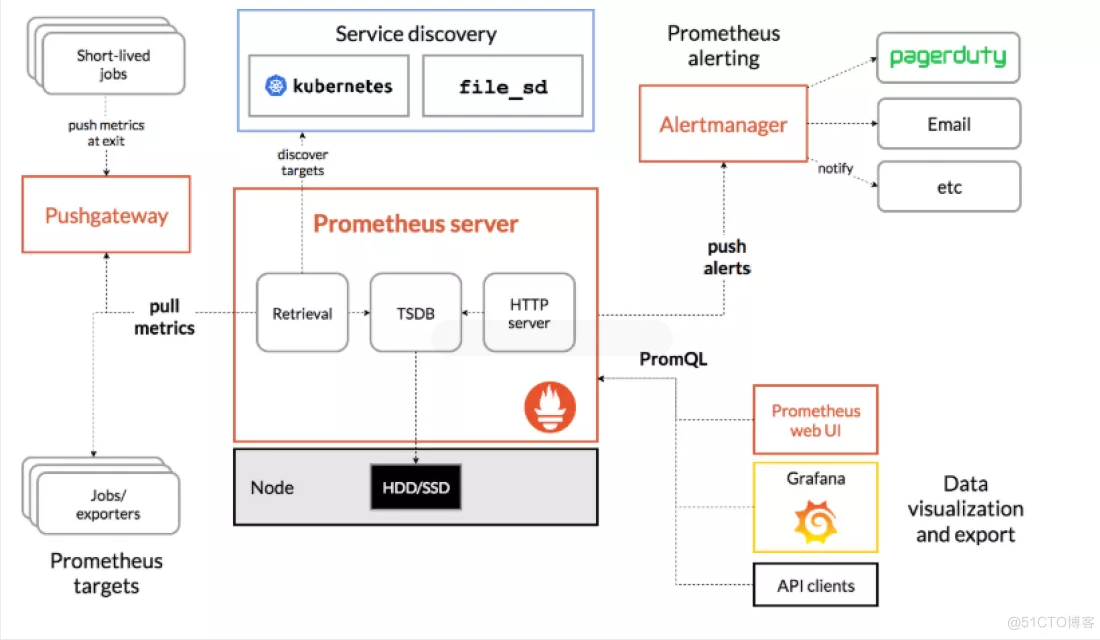 Short-lived
jobs
push metrics
at exit
Pushgateway
pull
metrics
Jobs/
exporters
Prometheus
targets
Service discovery
kubernetes
file_sd
discover
targets
Prometheus server
Retrieval
TSDB
HTTP
server
Node
HDD/SSD
Prometheus
alerting
Alertmanager
pagerduty
Email
etc
notify
push
alerts
PromQL
Prometheus
web UI
Grafana
API clients
Data
visualization
and export
@51CTO博客